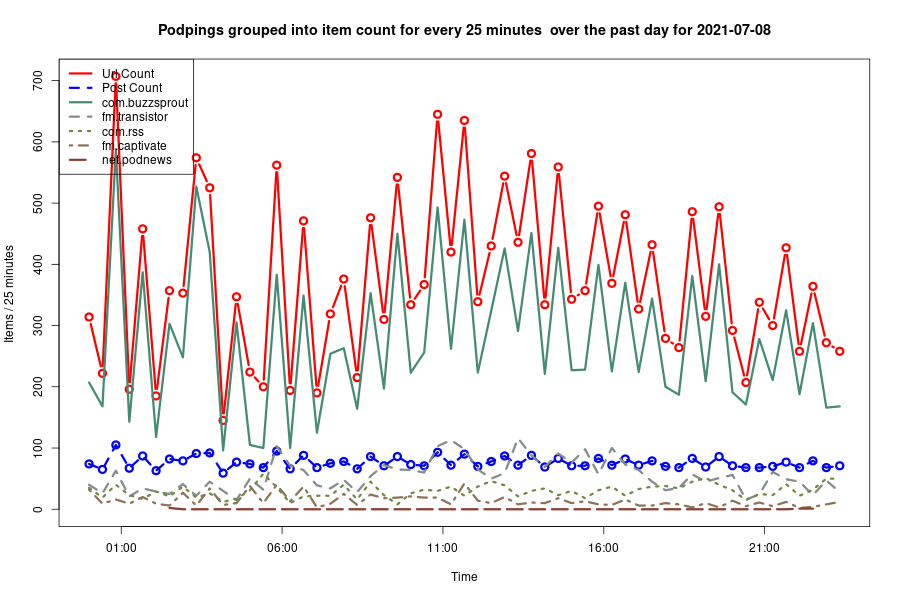 Podpings grouped into item count for every 25 minutes  over the past day for 2021-07-08
Url Count
Post Count
com.buzzsprout
fm.transistor
com.rss
fm.captivate
net.podnews
700
600
500
400
300
200
100
0
Items / 25 minutes
01:00 06:00 11:00 16:00 21:00
Time